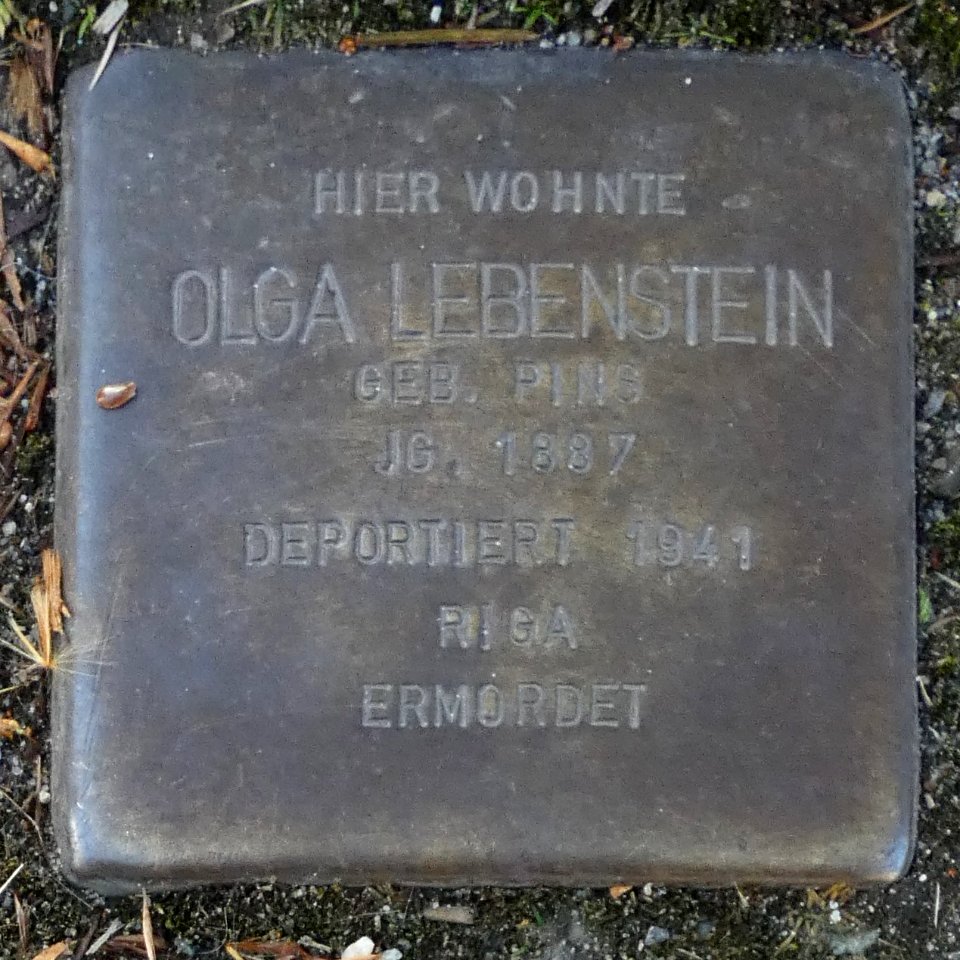 HIER WOHNTE
OLGA LEBENSTEIN
GEB. PINS
JG. 1887
DEPORTIERT 1941
RIGA
ERMORDET